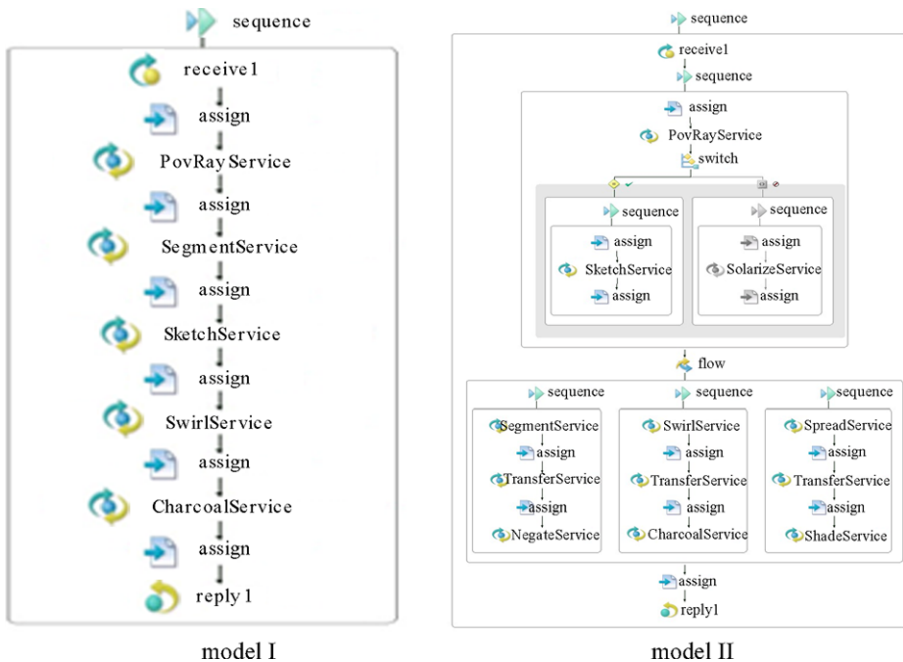 sequence
receive1
assign
PovRayService
assign
SegmentService
assign
SketchService
assign
SwirlService
assign
CharcoalService
assign
reply1
model I
sequence
receive1
sequence
assign
PovRayService
switch
sequence
assign
SketchService
assign
sequence
assign
SolarizeService
assign
flow
sequence
SegmentService
assign
TransferService
assign
NegateService
sequence
SwirlService
assign
TransferService
assign
CharcoalService
sequence
SpreadService
assign
TransferService
assign
ShadeService
assign
reply1
model II